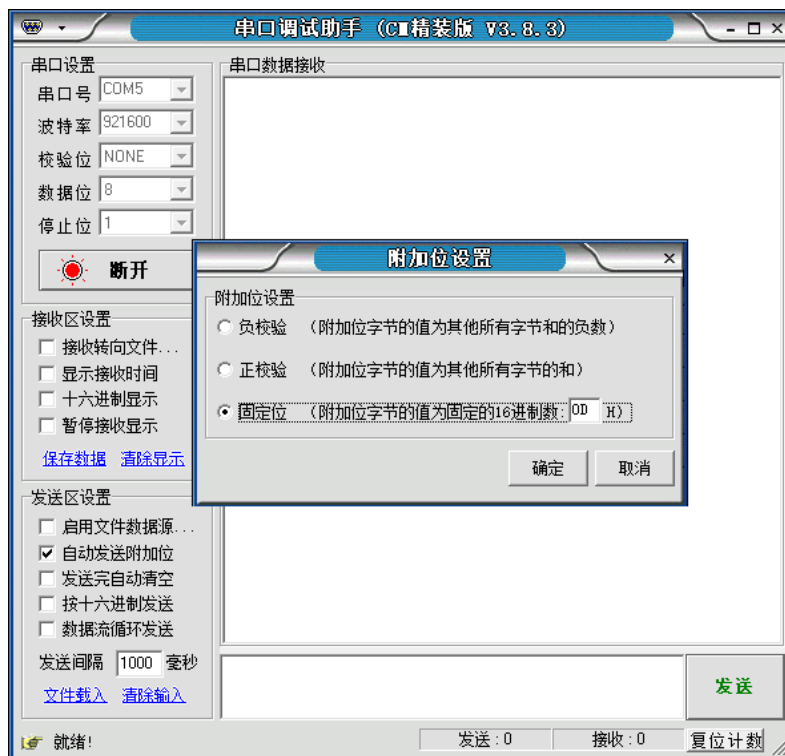 串口调试助手 (CM精装版 V3.8.3)
串口设置
串口号 COM5
波特率 921600
校验位 NONE
数据位 8
停止位 1
断开
接收区设置
接收转向文件...
显示接收时间
十六进制显示
暂停接收显示
保存数据 清除显示
发送区设置
启用文件数据源...
自动发送附加位
发送完自动清空
按十六进制发送
数据流循环发送
发送间隔 1000 毫秒
文件载入 清除输入
串口数据接收
附加位设置
附加位设置
负校验 (附加位字节的值为其他所有字节和的负数)
正校验 (附加位字节的值为其他所有字节的和)
固定位 (附加位字节的值为固定的16进制数: 0D H)
确定 取消
发送
就绪! 发送:0 接收:0 复位计数